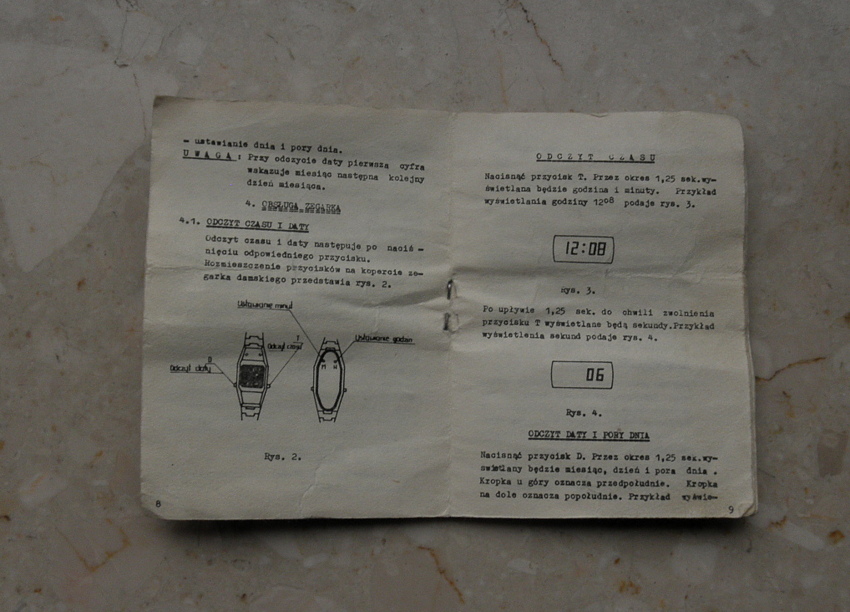 - ustawianie dnia i pory dnia.
U W A G A : Przy odczycie daty pierwsza cyfra
wskazuje miesiąc następna kolejny
dzień miesiąca.
4. OBSŁUGA ZEGARKA
4.1. ODCZYT CZASU I DATY
Odczyt czasu i daty następuje po naciś -
nięciu odpowiedniego przycisku.
Rozmieszczenie przycisków na kopercie ze-
garka damskiego przedstawia rys. 2.
Ustawianie minut
T
Odczyt czasu
Ustawianie godzin
D
Odczyt daty
Rys. 2.
8
O D C Z Y T C Z A S U
Nacisnąć przycisk T. Przez okres 1,25 sek.wy-
świetlana będzie godzina i minuty. Przykład
wyświetlania godziny 12⁰⁸ podaje rys. 3.
12:08
Rys. 3.
Po upływie 1,25 sek. do chwili zwolnienia
przycisku T wyświetlane będą sekundy.Przykład
wyświetlenia sekund podaje rys. 4.
06
Rys. 4.
ODCZYT DATY I PORY DNIA
Nacisnąć przycisk D. Przez okres 1,25 sek.wy-
świetlany będzie miesiąc, dzień i pora dnia .
Kropka u góry oznacza przedpołudnie. Kropka
na dole oznacza popołudnie. Przykład wyświe-
9